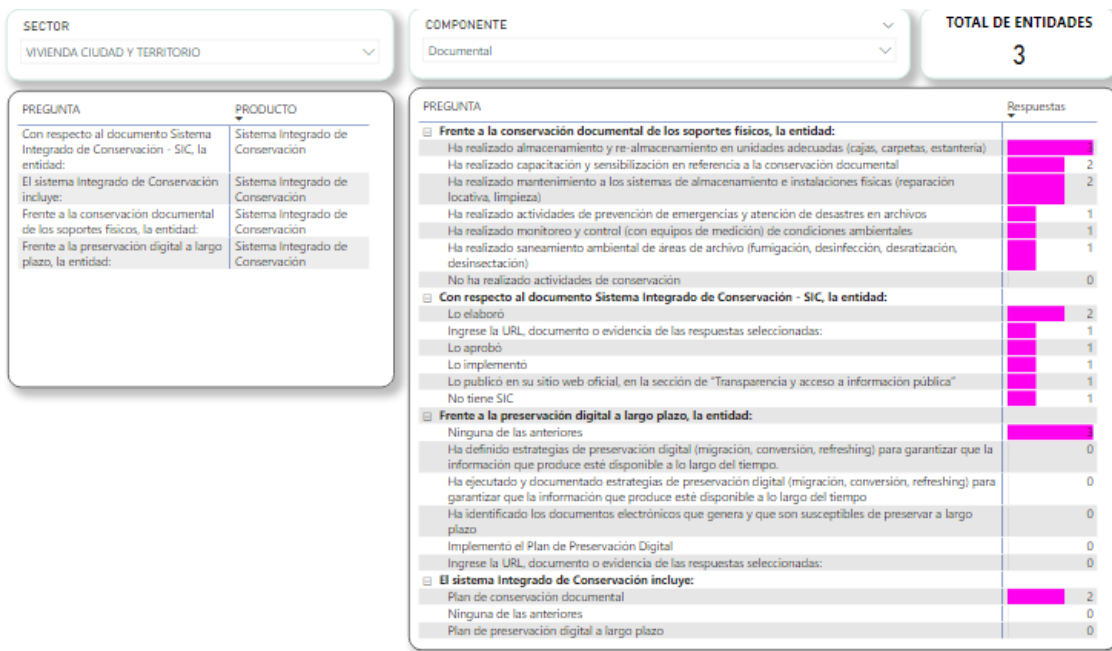 SECTOR
VIVIENDA CIUDAD Y TERRITORIO
COMPONENTE
Documental
TOTAL DE ENTIDADES
3
PREGUNTA PRODUCTO
Con respecto al documento Sistema Sistema Integrado de
Integrado de Conservación - SIC, la Conservación
entidad:
El sistema Integrado de Conservación Sistema Integrado de
incluye: Conservación
Frente a la conservación documental Sistema Integrado de
de los soportes físicos, la entidad: Conservación
Frente a la preservación digital a largo Sistema Integrado de
plazo, la entidad: Conservación
PREGUNTA Respuestas
Frente a la conservación documental de los soportes físicos, la entidad:
Ha realizado almacenamiento y re-almacenamiento en unidades adecuadas (cajas, carpetas, estantería) 3
Ha realizado capacitación y sensibilización en referencia a la conservación documental 2
Ha realizado mantenimiento a los sistemas de almacenamiento e instalaciones físicas (reparación 2
locativa, limpieza)
Ha realizado actividades de prevención de emergencias y atención de desastres en archivos 1
Ha realizado monitoreo y control (con equipos de medición) de condiciones ambientales 1
Ha realizado saneamiento ambiental de áreas de archivo (fumigación, desinfección, desratización, 1
desinsectación)
No ha realizado actividades de conservación 0
Con respecto al documento Sistema Integrado de Conservación - SIC, la entidad:
Lo elaboró 2
Ingrese la URL, documento o evidencia de las respuestas seleccionadas: 1
Lo aprobó 1
Lo implementó 1
Lo publicó en su sitio web oficial, en la sección de "Transparencia y acceso a información pública" 1
No tiene SIC 1
Frente a la preservación digital a largo plazo, la entidad:
Ninguna de las anteriores 3
Ha definido estrategias de preservación digital (migración, conversión, refreshing) para garantizar que la 0
información que produce esté disponible a lo largo del tiempo.
Ha ejecutado y documentado estrategias de preservación digital (migración, conversión, refreshing) para 0
garantizar que la información que produce esté disponible a lo largo del tiempo
Ha identificado los documentos electrónicos que genera y que son susceptibles de preservar a largo 0
plazo
Implementó el Plan de Preservación Digital 0
Ingrese la URL, documento o evidencia de las respuestas seleccionadas: 0
El sistema Integrado de Conservación incluye:
Plan de conservación documental 2
Ninguna de las anteriores 0
Plan de preservación digital a largo plazo 0